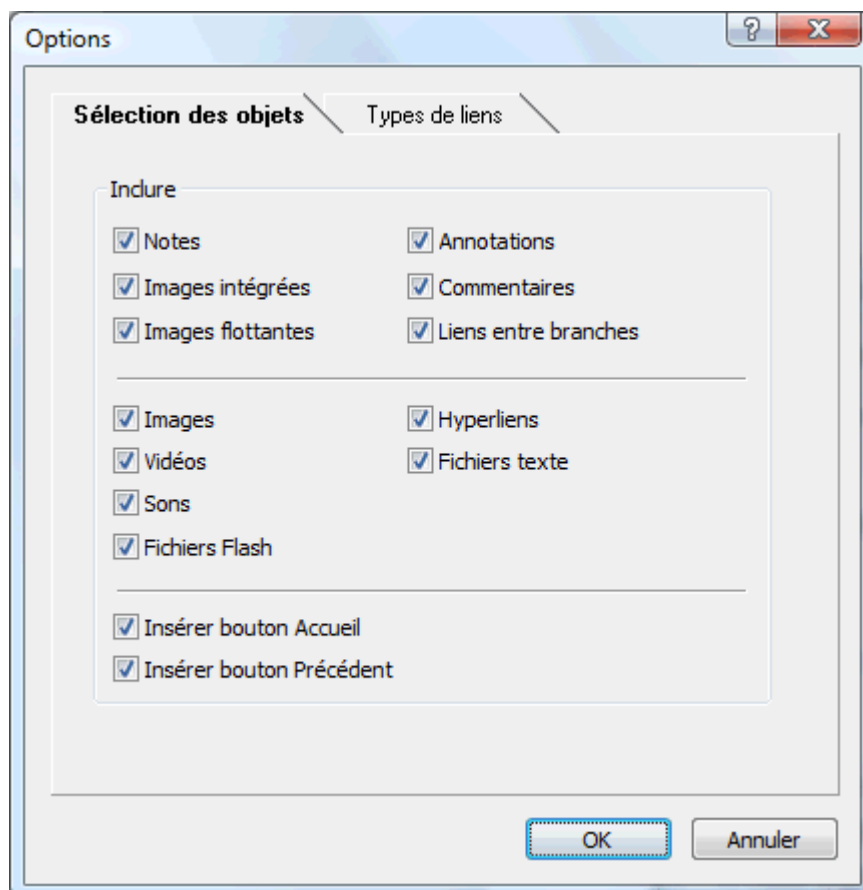 Options
Sélection des objets Types de liens
Inclure
Notes Annotations
Images intégrées Commentaires
Images flottantes Liens entre branches
Images Hyperliens
Vidéos Fichiers texte
Sons
Fichiers Flash
Insérer bouton Accueil
Insérer bouton Précédent
OK Annuler